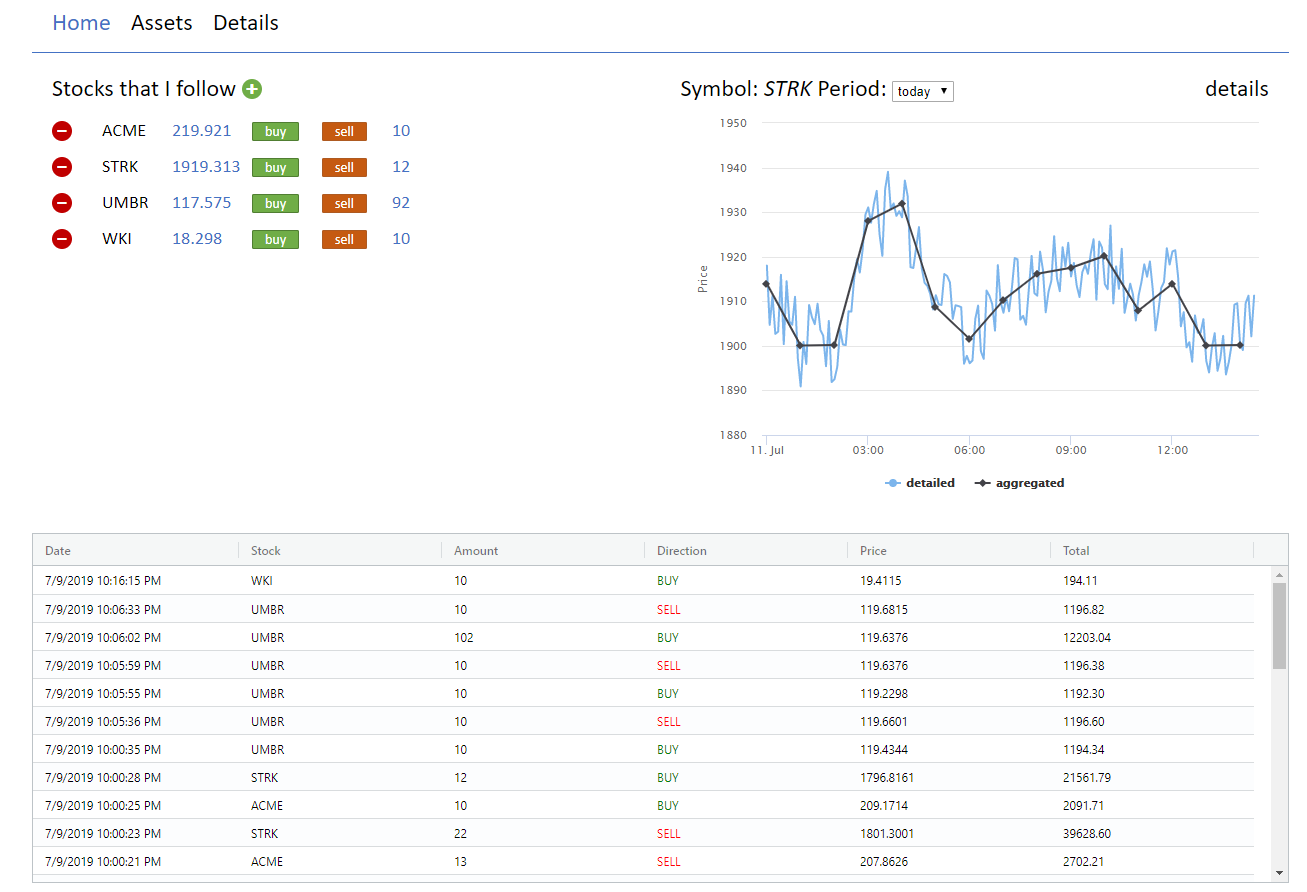 Home Assets Details
Stocks that I follow
ACME 219.921 buy sell 10
STRK 1919.313 buy sell 12
UMBR 117.575 buy sell 92
WKI 18.298 buy sell 10
Symbol: STRK Period: today details
1950
1940
1930
1920
1910
1900
1890
1880
Price
11. Jul 03:00 06:00 09:00 12:00
detailed aggregated
Date Stock Amount Direction Price Total
7/9/2019 10:16:15 PM WKI 10 BUY 19.4115 194.11
7/9/2019 10:06:33 PM UMBR 10 SELL 119.6815 1196.82
7/9/2019 10:06:02 PM UMBR 102 BUY 119.6376 12203.04
7/9/2019 10:05:59 PM UMBR 10 SELL 119.6376 1196.38
7/9/2019 10:05:55 PM UMBR 10 BUY 119.2298 1192.30
7/9/2019 10:05:36 PM UMBR 10 SELL 119.6601 1196.60
7/9/2019 10:00:35 PM UMBR 10 BUY 119.4344 1194.34
7/9/2019 10:00:28 PM STRK 12 BUY 1796.8161 21561.79
7/9/2019 10:00:25 PM ACME 10 BUY 209.1714 2091.71
7/9/2019 10:00:23 PM STRK 22 SELL 1801.3001 39628.60
7/9/2019 10:00:21 PM ACME 13 SELL 207.8626 2702.21